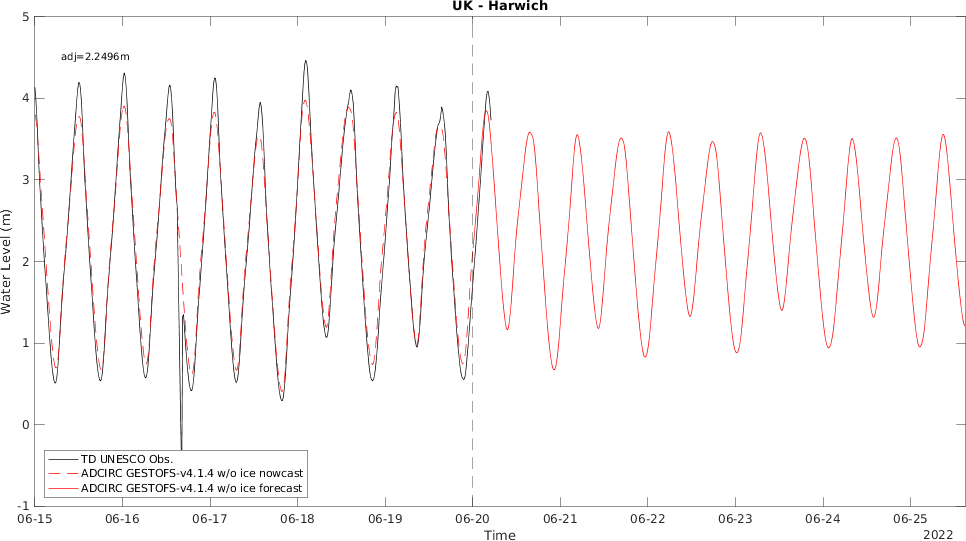 UK - Harwich
adj=2.2496m
Water Level (m)
5
4
3
2
1
0
-1
TD UNESCO Obs.
ADCIRC GESTOFS-v4.1.4 w/o ice nowcast
ADCIRC GESTOFS-v4.1.4 w/o ice forecast
06-15 06-16 06-17 06-18 06-19 06-20 06-21 06-22 06-23 06-24 06-25
Time
2022